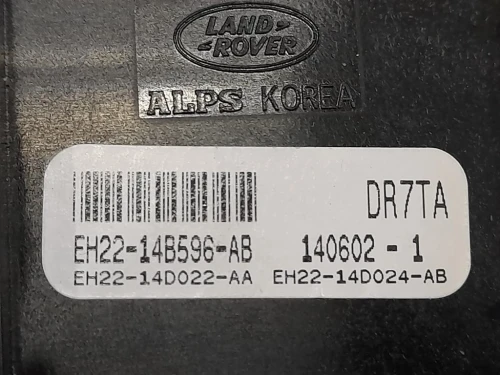 LAND-
-ROVER
ALPS KOREA
DR7TA
EH22-14B596-AB 140602-1
EH22-14D022-AA EH22-14D024-AB